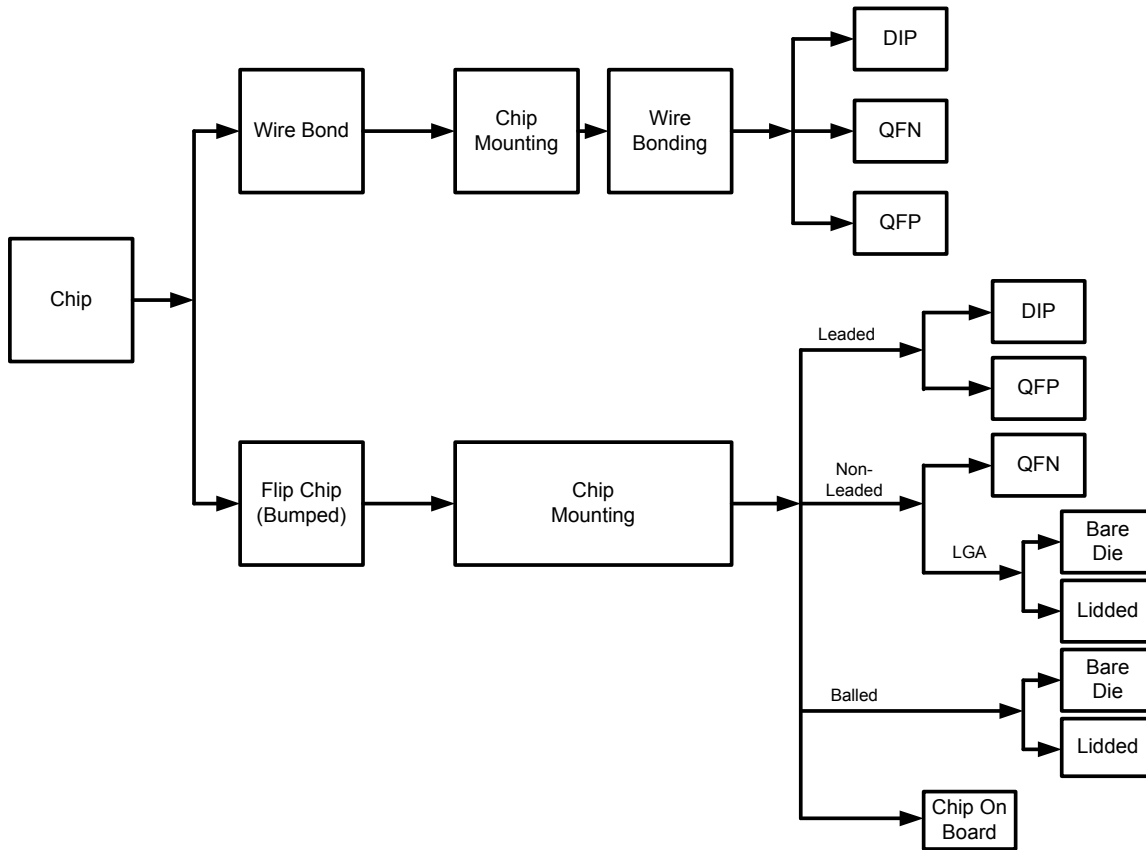 DIP
Wire Bond
Chip
Mounting
Wire
Bonding
QFN
QFP
Chip
DIP
Leaded
QFP
Flip Chip
(Bumped)
Chip
Mounting
Non-
Leaded
QFN
LGA
Bare
Die
Lidded
Balled
Bare
Die
Lidded
Chip On
Board